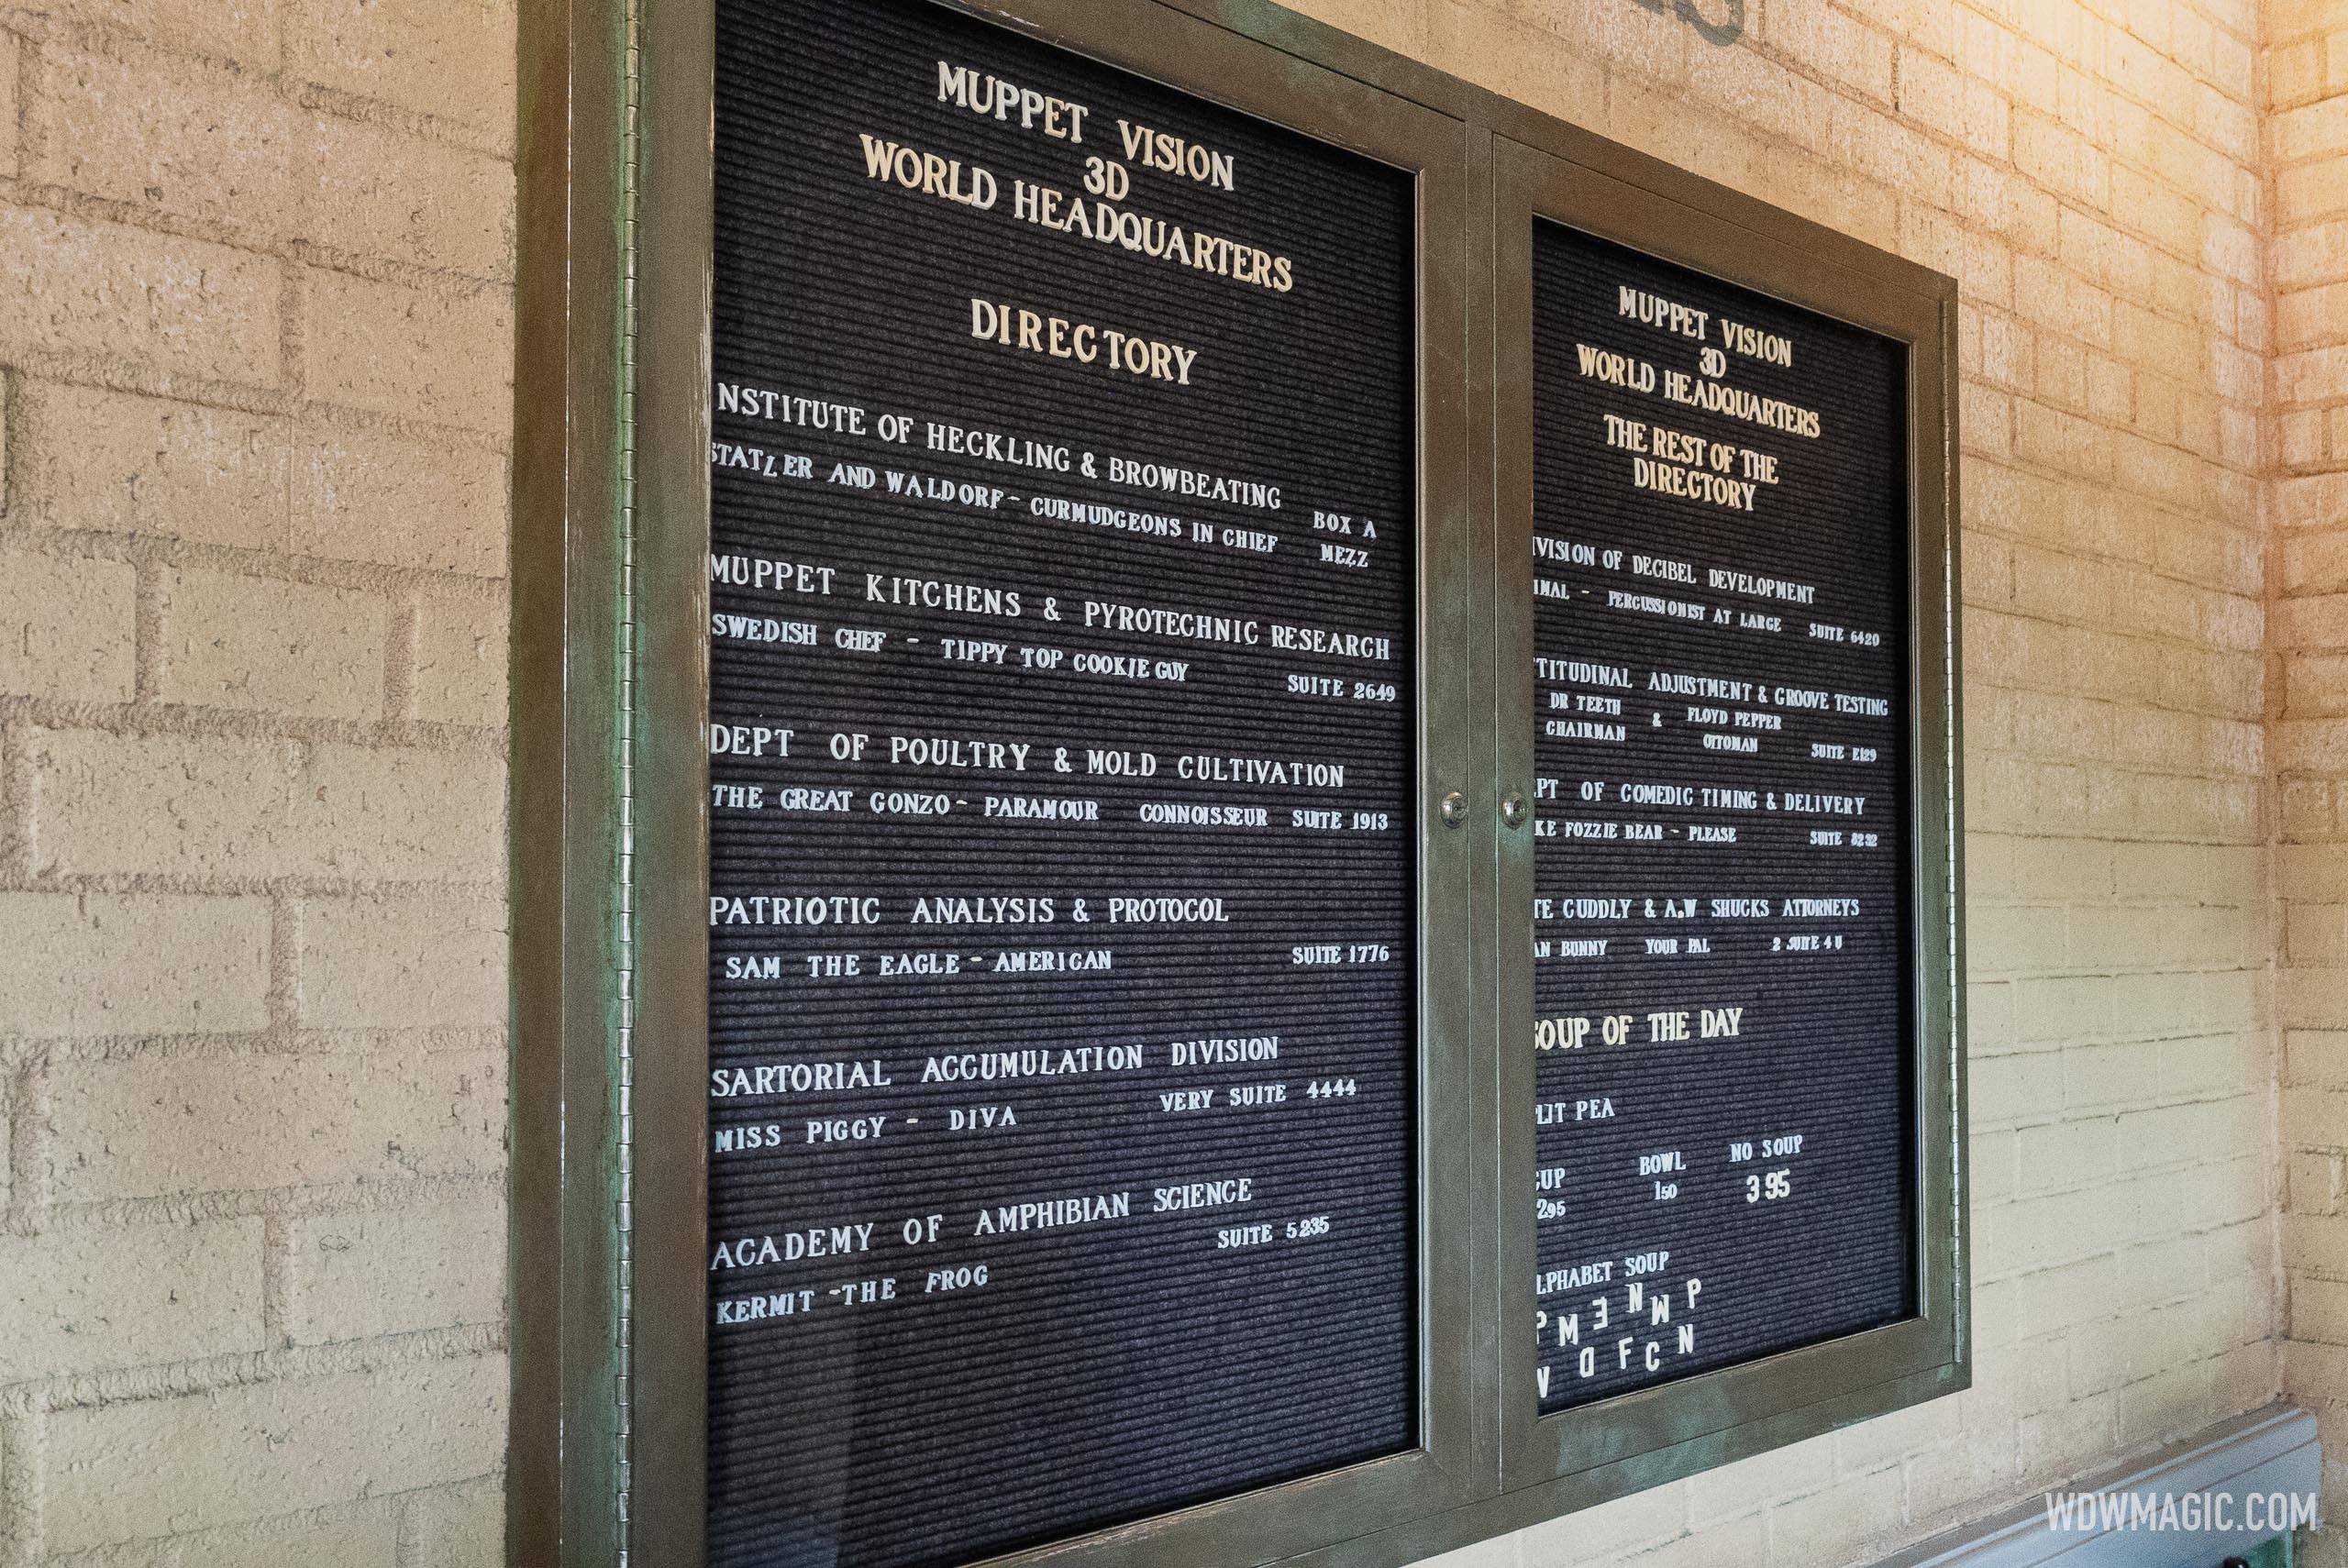 MUPPET VISION
3D
WORLD HEADQUARTERS
DIRECTORY
NSTITUTE OF HECKLING & BROWBEATING BOX A
STATLER AND WALDORF - CURMUDGEONS IN CHIEF MEZZ
MUPPET KITCHENS & PYROTECHNIC RESEARCH
SWEDISH CHEF - TIPPY TOP COOKIE GUY SUITE 2649
DEPT OF POULTRY & MOLD CULTIVATION
THE GREAT GONZO - PARAMOUR CONNOISSEUR SUITE 1913
PATRIOTIC ANALYSIS & PROTOCOL
SAM THE EAGLE - AMERICAN SUITE 1776
SARTORIAL ACCUMULATION DIVISION
MISS PIGGY - DIVA VERY SUITE 4444
ACADEMY OF AMPHIBIAN SCIENCE
KERMIT - THE FROG SUITE 5235
MUPPET VISION
3D
WORLD HEADQUARTERS
THE REST OF THE
DIRECTORY
IVISION OF DECIBEL DEVELOPMENT
IMAL - PERCUSSIONIST AT LARGE SUITE 6420
TITUDINAL ADJUSTMENT & GROOVE TESTING
DR TEETH & FLOYD PEPPER
CHAIRMAN OTTOMAN SUITE E129
PT OF COMEDIC TIMING & DELIVERY
KE FOZZIE BEAR - PLEASE SUITE 8232
TE CUDDLY & A.W SHUCKS ATTORNEYS
AN BUNNY YOUR PAL 2 SUITE 4 U
SOUP OF THE DAY
LIT PEA
CUP BOWL NO SOUP
295 150 3 95
LPHABET SOUP
P M E N W P
V D F C N
WDWMAGIC.COM